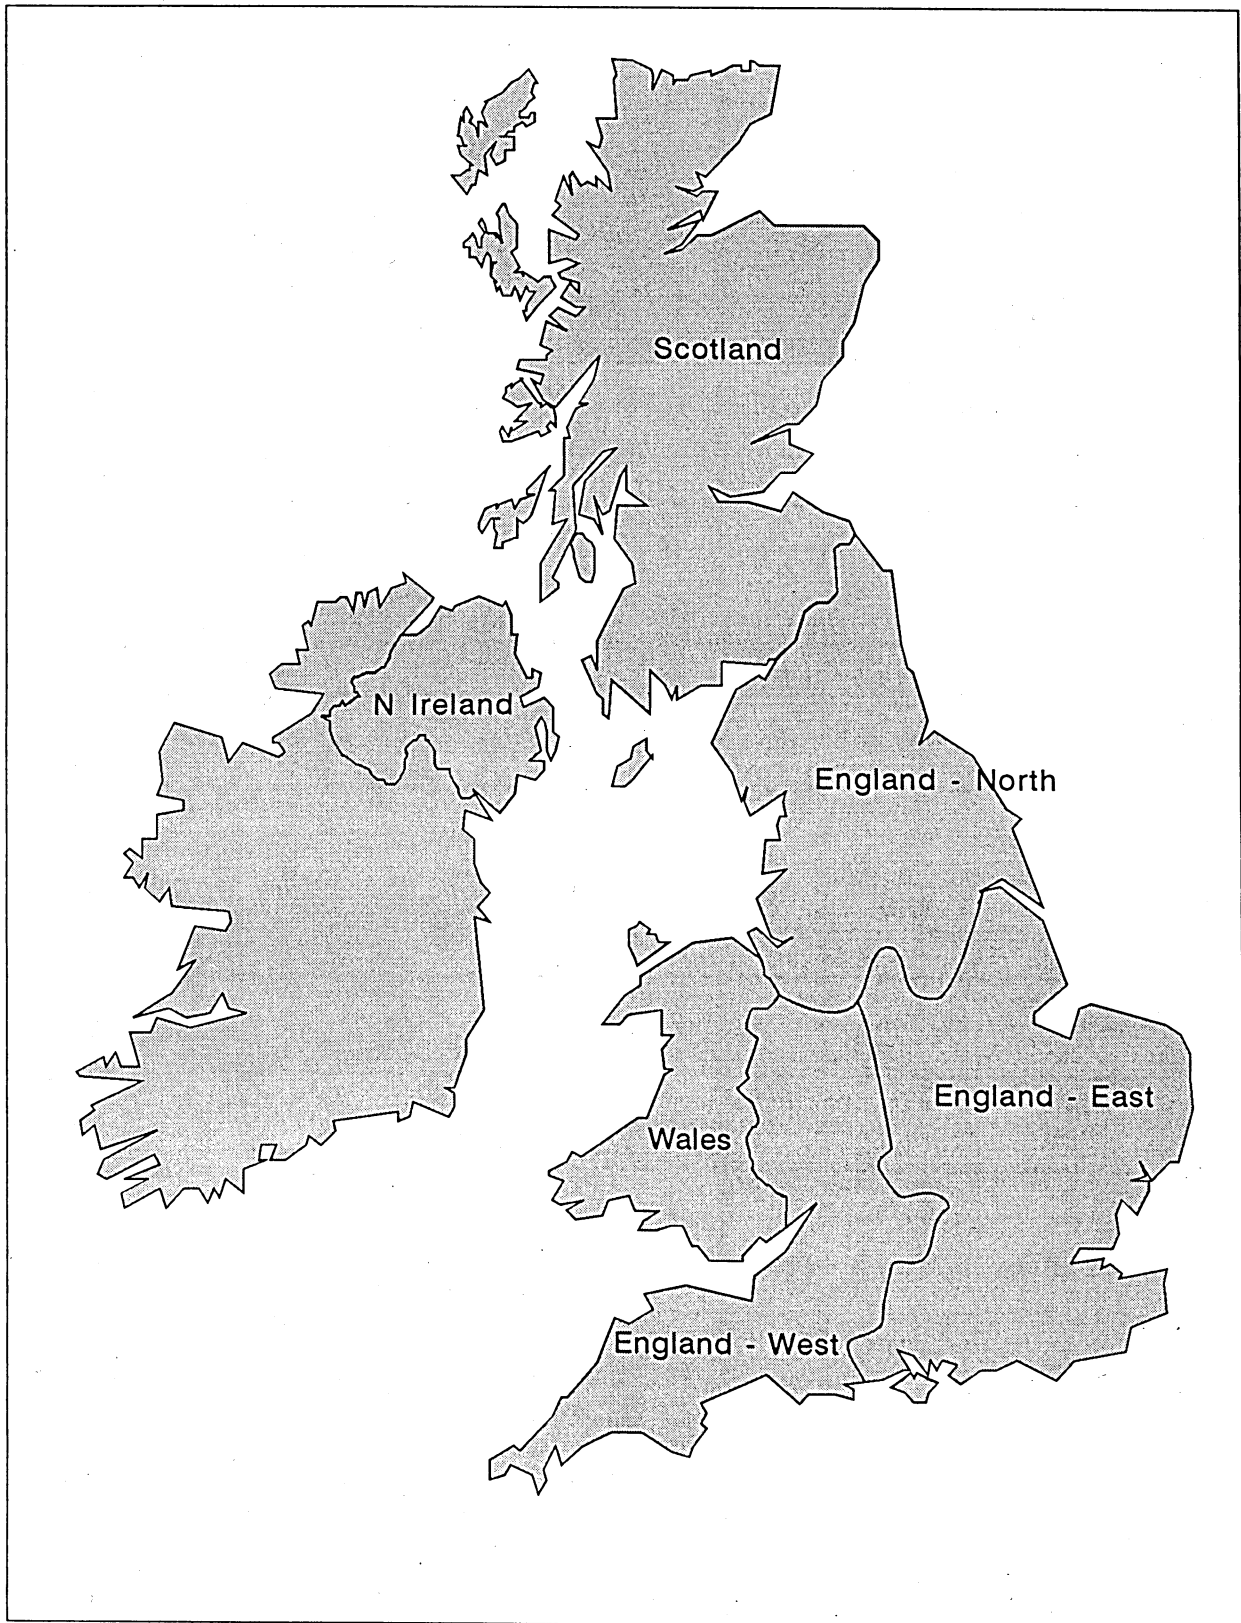 Scotland
N Ireland
England - North
England - East
Wales
England - West